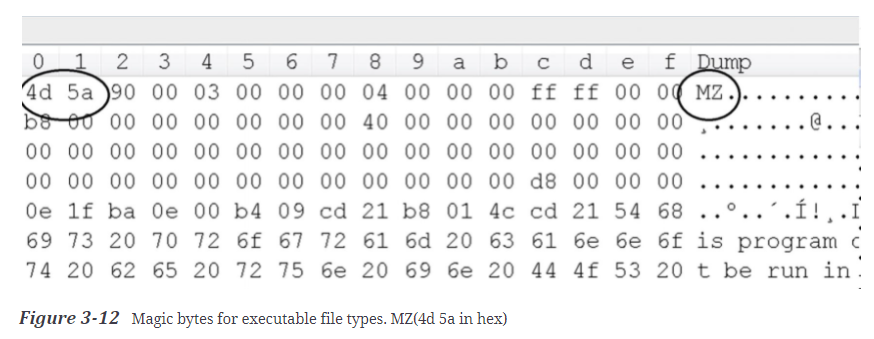 0 1 2 3 4 5 6 7 8 9 a b c d e f Dump
4d 5a 90 00 03 00 00 00 04 00 00 00 ff ff 00 00 MZ..........
b8 00 00 00 00 00 00 00 40 00 00 00 00 00 00 00 ¸.......@...
00 00 00 00 00 00 00 00 00 00 00 00 00 00 00 00 ............
00 00 00 00 00 00 00 00 00 00 00 00 d8 00 00 00 ............
0e 1f ba 0e 00 b4 09 cd 21 b8 01 4c cd 21 54 68 ..º..´.Í!¸.
69 73 20 70 72 6f 67 72 61 6d 20 63 61 6e 6e 6f is program c
74 20 62 65 20 72 75 6e 20 69 6e 20 44 4f 53 20 t be run in
Figure 3-12 Magic bytes for executable file types. MZ(4d 5a in hex)